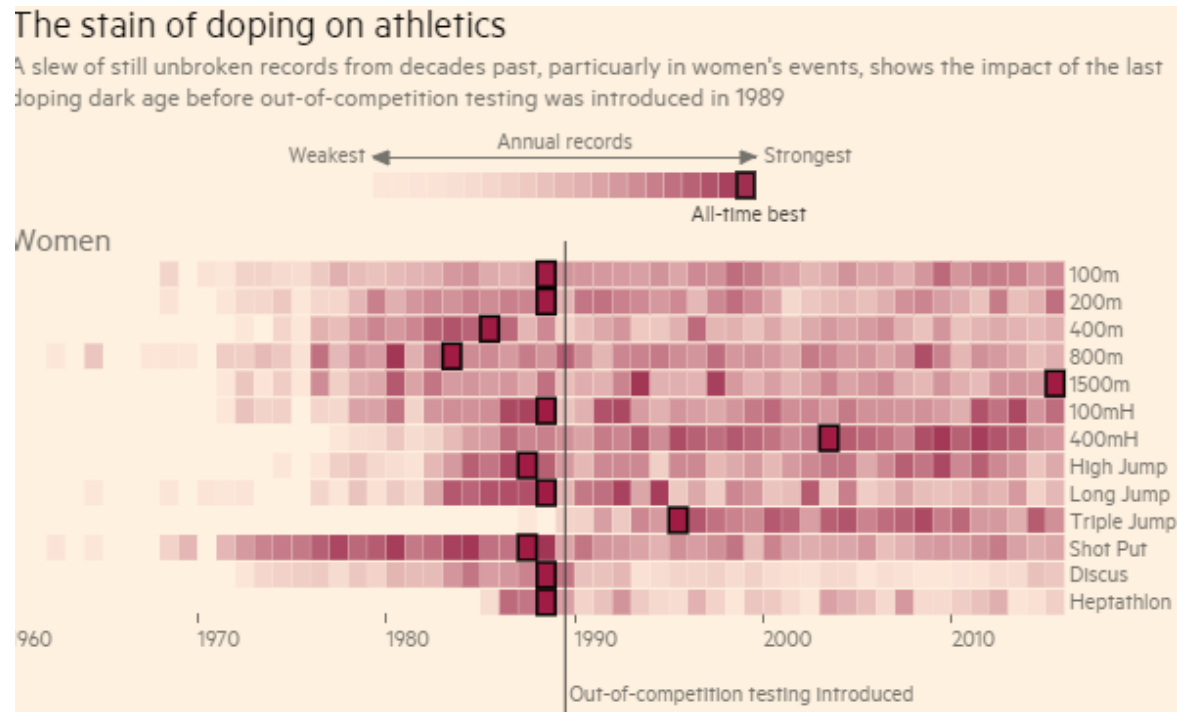 The stain of doping on athletics
A slew of still unbroken records from decades past, particuarly in women's events, shows the impact of the last
doping dark age before out-of-competition testing was introduced in 1989
Annual records
Weakest Strongest
All-time best
Women
100m
200m
400m
800m
1500m
100mH
400mH
High Jump
Long Jump
Triple Jump
Shot Put
Discus
Heptathlon
1960 1970 1980 1990 2000 2010
Out-of-competition testing introduced